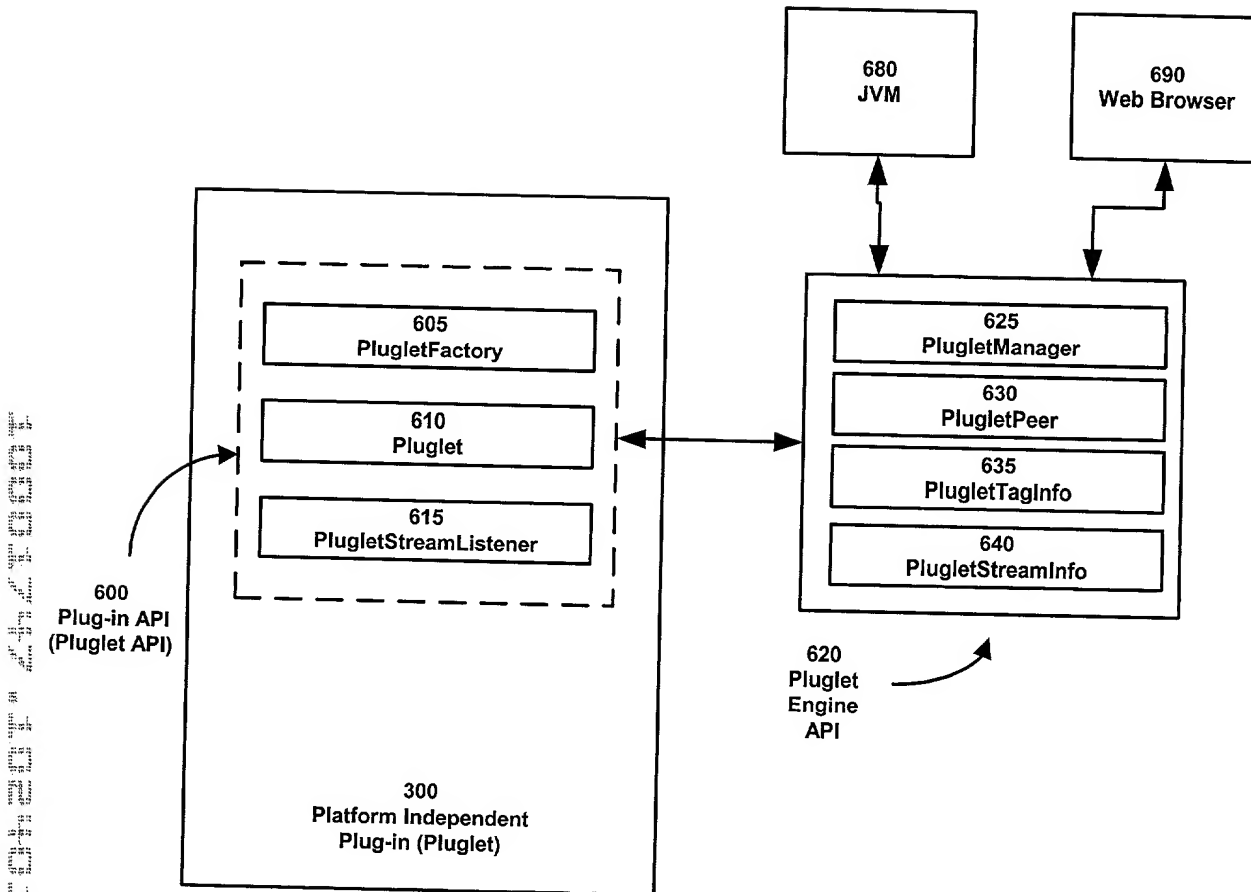 680
JVM
690
Web Browser
605
PlugletFactory
610
Pluglet
615
PlugletStreamListener
625
PlugletManager
630
PlugletPeer
635
PlugletTagInfo
640
PlugletStreamInfo
600
Plug-in API
(Pluglet API)
620
Pluglet
Engine
API
300
Platform Independent
Plug-in (Pluglet)